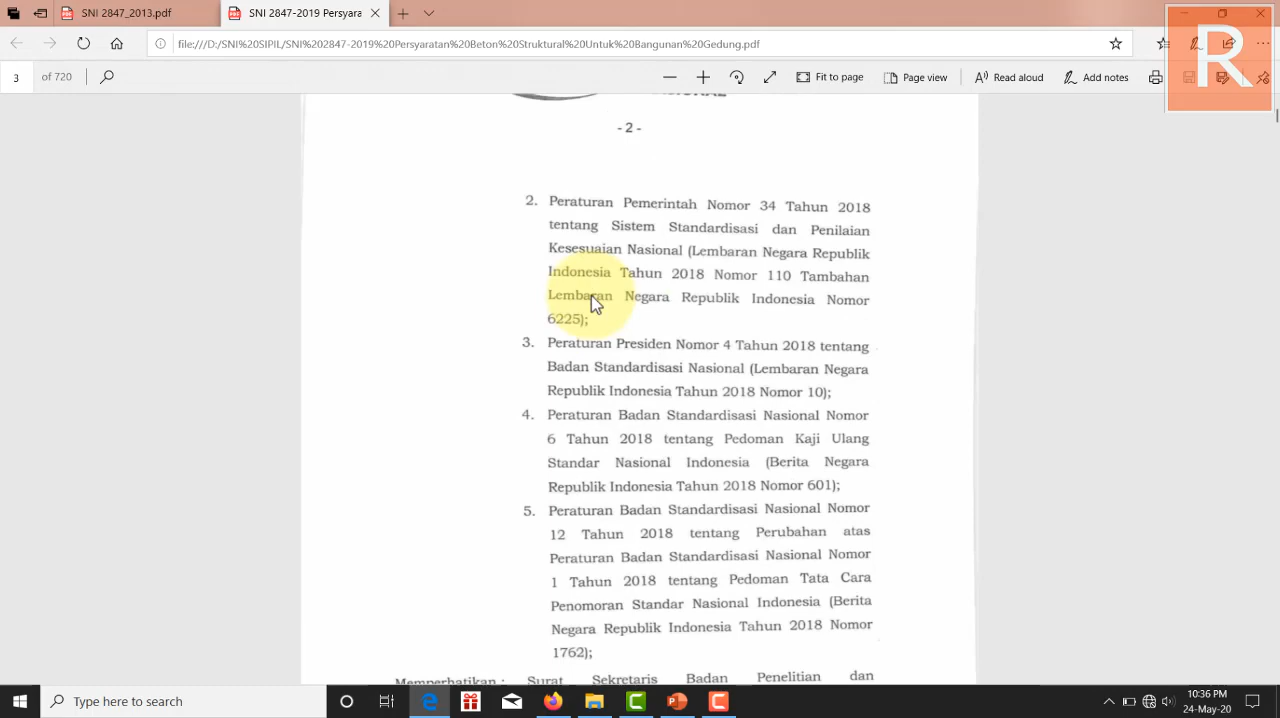 SNI 2847_2013.pdf
SNI 2847-2019 Persyara
file:///D:/SNI%20SIPIL/SNI%202847-2019%20Persyaratan%20Beton%20Struktural%20Untuk%20Bangunan%20Gedung.pdf
R
3 of 720
Fit to page
Page view
Read aloud
Add notes
- 2 -
2. Peraturan Pemerintah Nomor 34 Tahun 2018
tentang Sistem Standardisasi dan Penilaian
Kesesuaian Nasional (Lembaran Negara Republik
Indonesia Tahun 2018 Nomor 110 Tambahan
Lembaran Negara Republik Indonesia Nomor
6225);
3. Peraturan Presiden Nomor 4 Tahun 2018 tentang
Badan Standardisasi Nasional (Lembaran Negara
Republik Indonesia Tahun 2018 Nomor 10);
4. Peraturan Badan Standardisasi Nasional Nomor
6 Tahun 2018 tentang Pedoman Kaji Ulang
Standar Nasional Indonesia (Berita Negara
Republik Indonesia Tahun 2018 Nomor 601);
5. Peraturan Badan Standardisasi Nasional Nomor
12 Tahun 2018 tentang Perubahan atas
Peraturan Badan Standardisasi Nasional Nomor
1 Tahun 2018 tentang Pedoman Tata Cara
Penomoran Standar Nasional Indonesia (Berita
Negara Republik Indonesia Tahun 2018 Nomor
1762);
Memperhatikan : Surat Sekretaris Badan Penelitian dan
Type here to search
10:36 PM
24-May-20